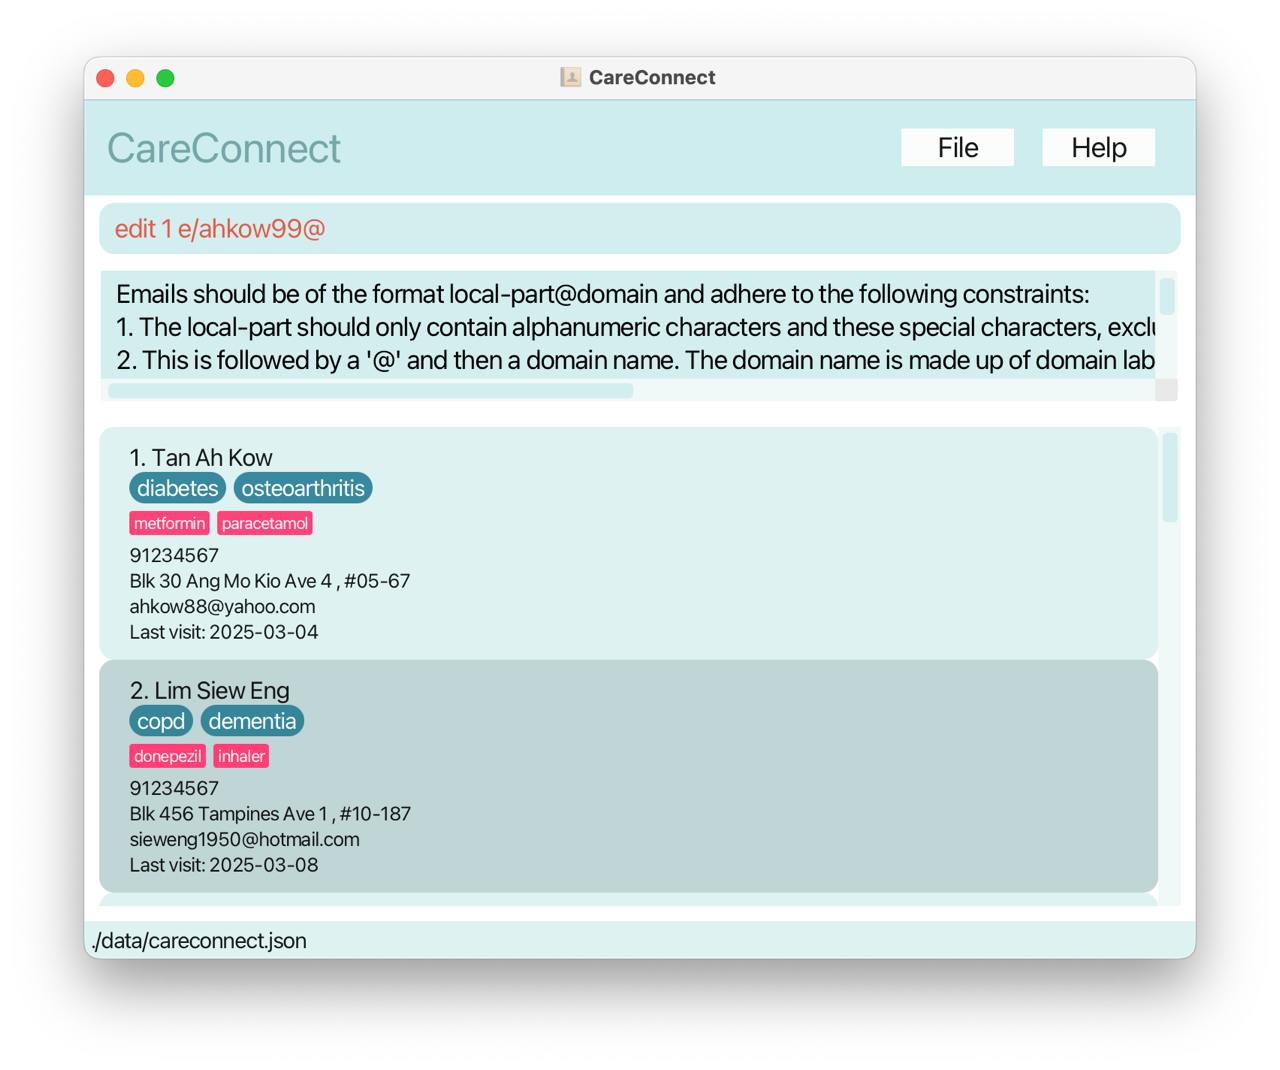 CareConnect
CareConnect
File Help
edit 1 e/ahkow99@
Emails should be of the format local-part@domain and adhere to the following constraints:
1. The local-part should only contain alphanumeric characters and these special characters,
2. This is followed by a '@' and then a domain name. The domain name is made up of domain
1. Tan Ah Kow
diabetes osteoarthritis
metformin paracetamol
91234567
Blk 30 Ang Mo Kio Ave 4 , #05-67
ahkow88@yahoo.com
Last visit: 2025-03-04
2. Lim Siew Eng
copd dementia
donepezil inhaler
91234567
Blk 456 Tampines Ave 1 , #10-187
sieweng1950@hotmail.com
Last visit: 2025-03-08
./data/careconnect.json